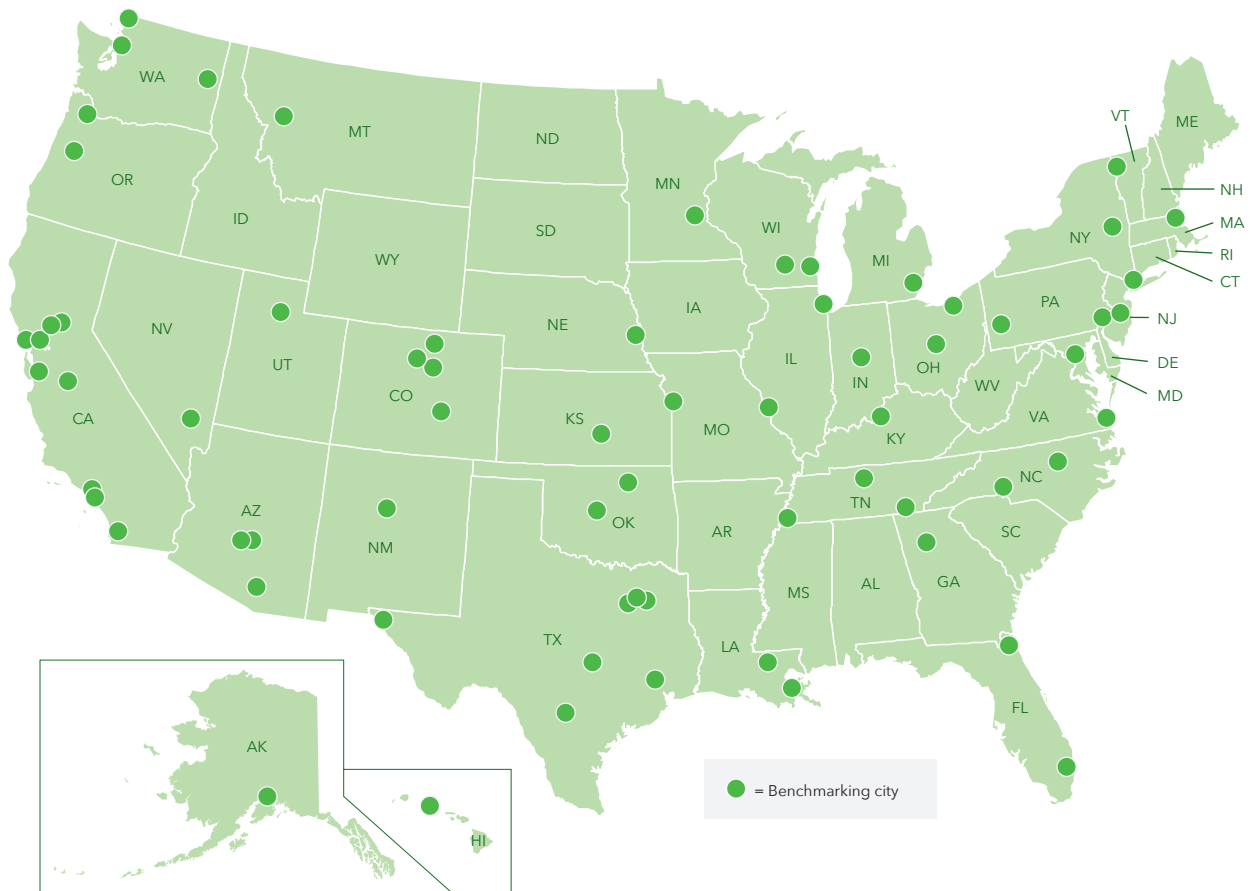 WA
MT
ND
MN
VT
ME
OR
ID
SD
WI
MI
NY
NH
MA
RI
CT
WY
IA
PA
NJ
NV
NE
UT
IL
IN
OH
DE
MD
CO
CA
KS
MO
WV
VA
KY
AZ
NM
OK
AR
TN
NC
SC
MS
AL
GA
TX
LA
FL
AK
HI
= Benchmarking city